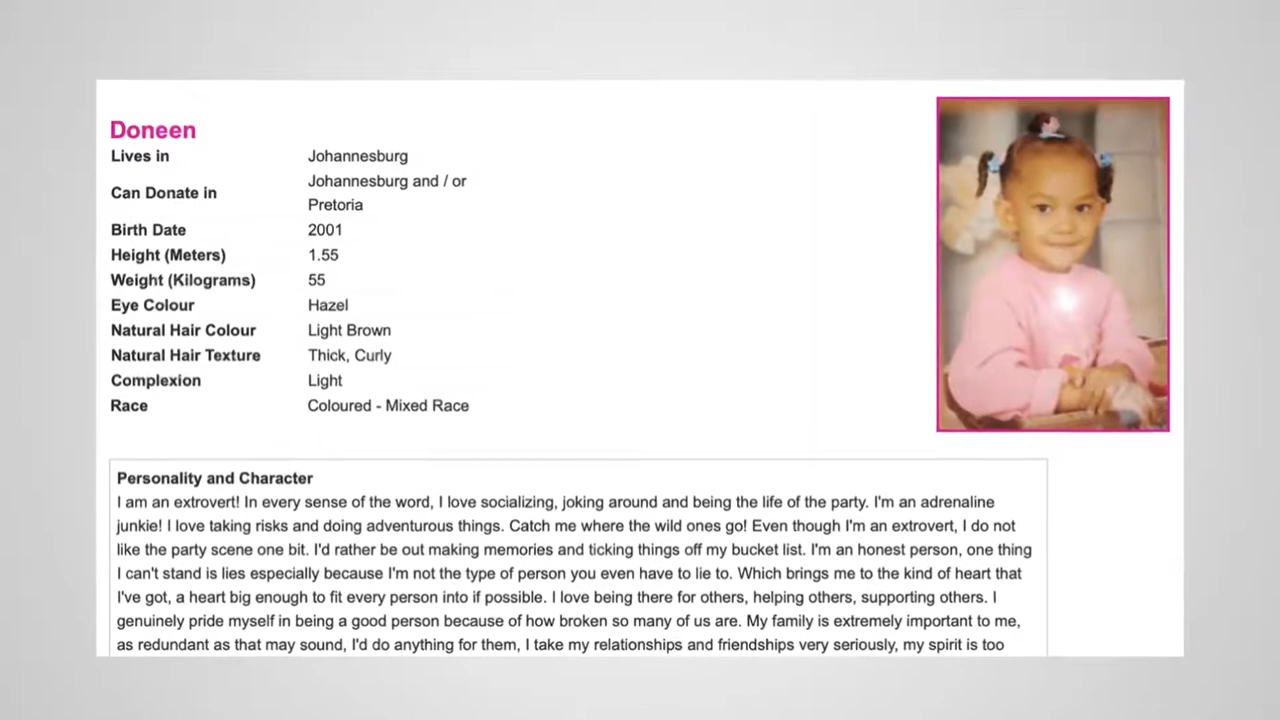 Doneen
Lives in Johannesburg
Can Donate in Johannesburg and / or
Pretoria
Birth Date 2001
Height (Meters) 1.55
Weight (Kilograms) 55
Eye Colour Hazel
Natural Hair Colour Light Brown
Natural Hair Texture Thick, Curly
Complexion Light
Race Coloured - Mixed Race
Personality and Character
I am an extrovert! In every sense of the word, I love socializing, joking around and being the life of the party. I'm an adrenaline
junkie! I love taking risks and doing adventurous things. Catch me where the wild ones go! Even though I'm an extrovert, I do not
like the party scene one bit. I'd rather be out making memories and ticking things off my bucket list. I'm an honest person, one thing
I can't stand is lies especially because I'm not the type of person you even have to lie to. Which brings me to the kind of heart that
I've got, a heart big enough to fit every person into if possible. I love being there for others, helping others, supporting others. I
genuinely pride myself in being a good person because of how broken so many of us are. My family is extremely important to me,
as redundant as that may sound, I'd do anything for them, I take my relationships and friendships very seriously, my spirit is too